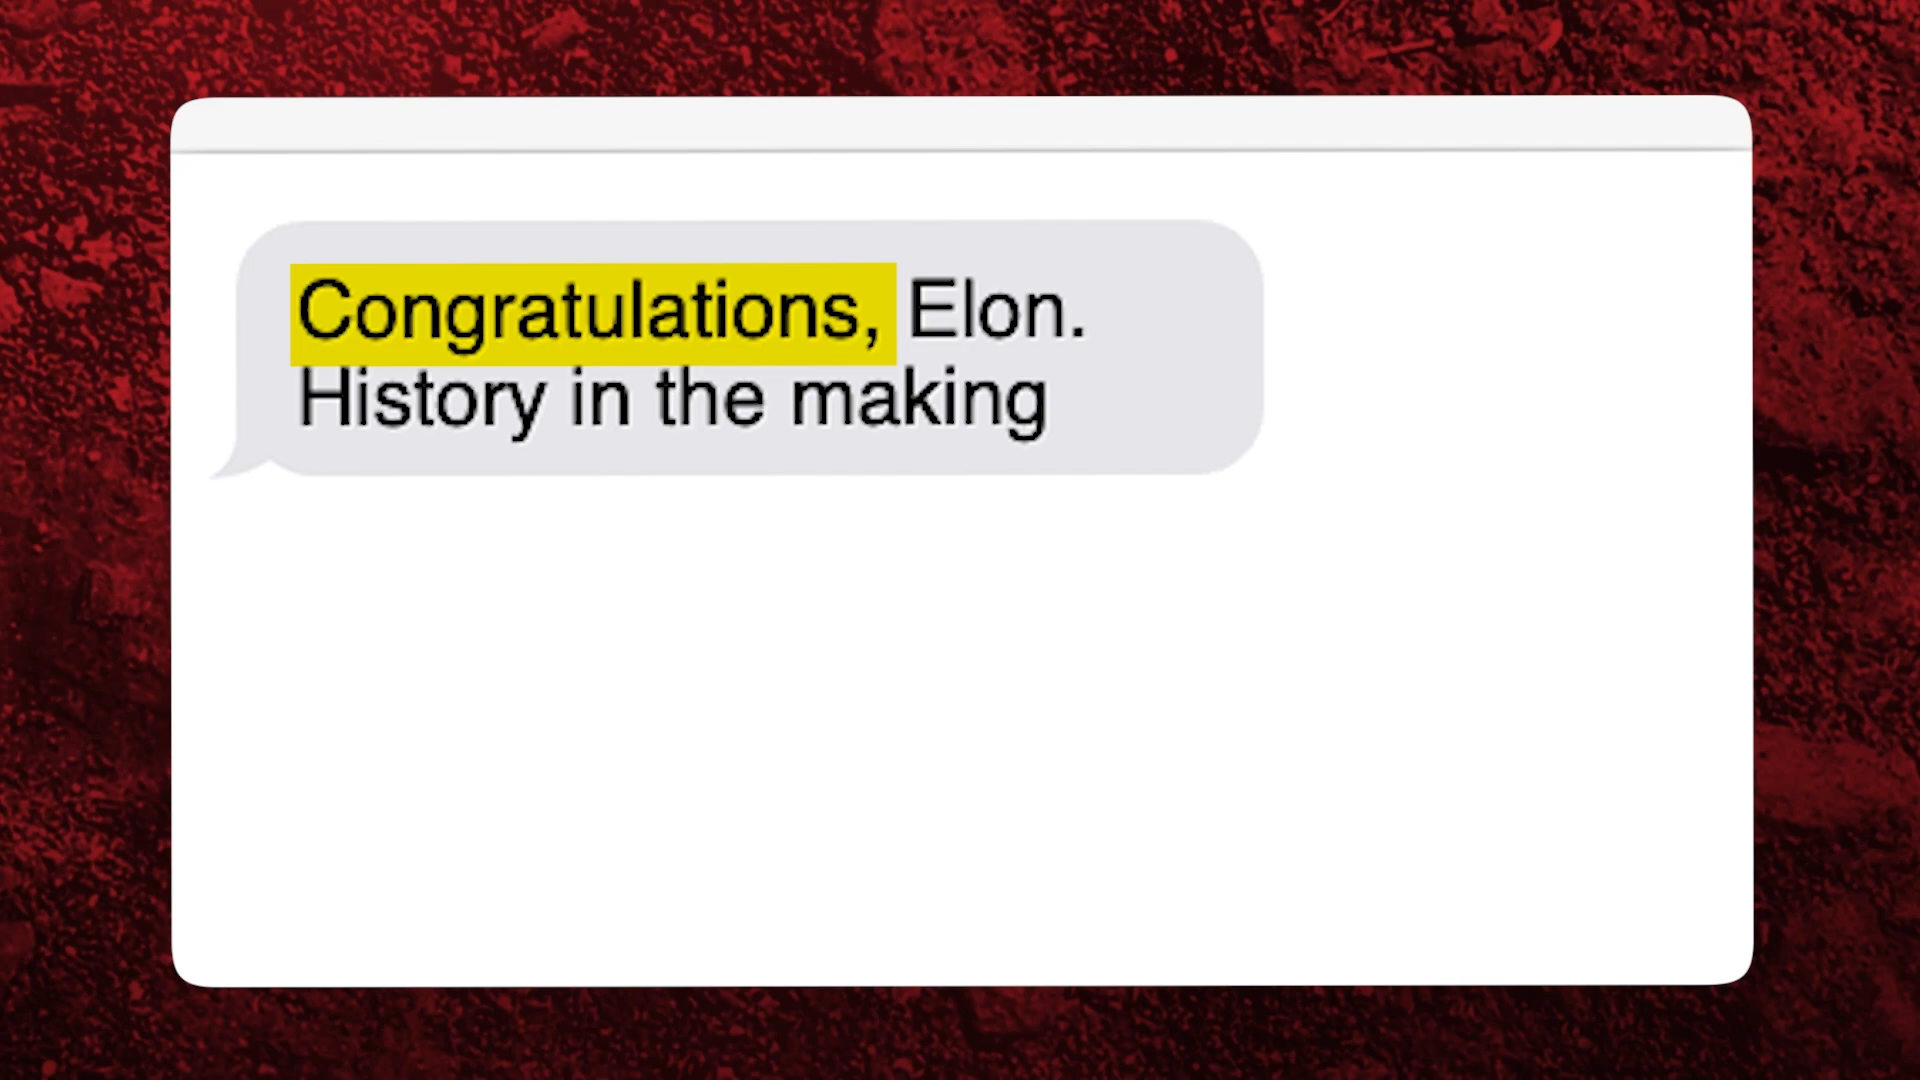 Congratulations, Elon.
History in the making